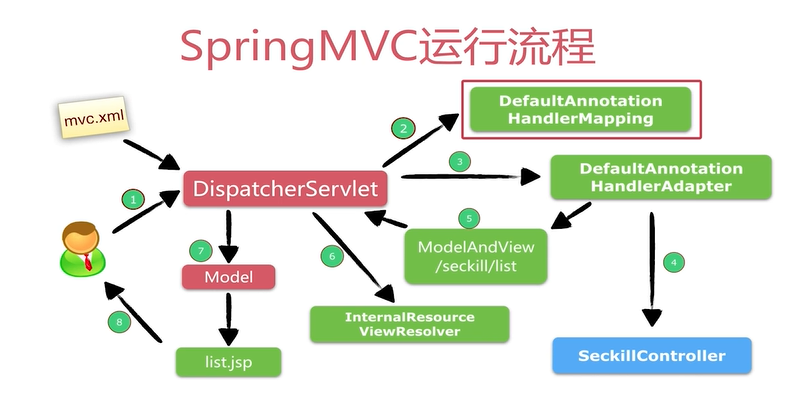 SpringMVC运行流程
mvc.xml
DefaultAnnotation
HandlerMapping
2
3
DefaultAnnotation
HandlerAdapter
DispatcherServlet
1
5
ModelAndView
/seckill/list
7
6
4
Model
8
InternalResource
ViewResolver
list.jsp
SeckillController